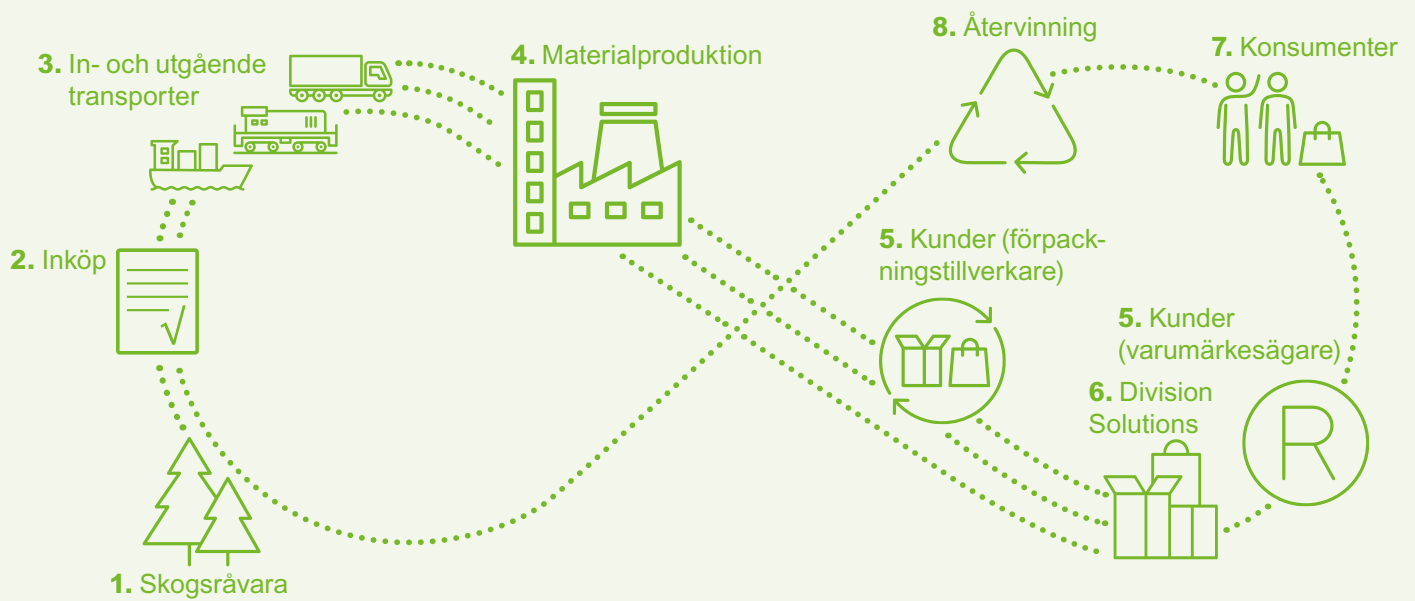 1. Skogsråvara
2. Inköp
3. In- och utgående
transporter
4. Materialproduktion
5. Kunder (förpack-
ningstillverkare)
5. Kunder
(varumärkesägare)
6. Division
Solutions
R
7. Konsumenter
8. Återvinning